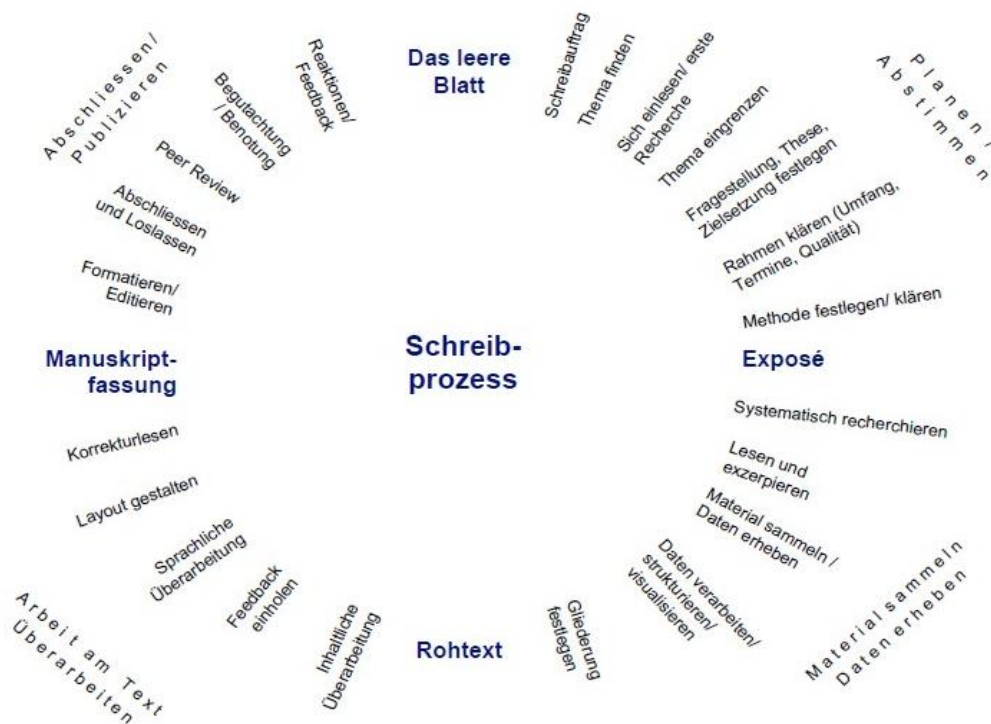 Das leere
Blatt
Schreibauftrag
Thema finden
Sich einlesen/ erste
Recherche
Thema eingrenzen
Fragestellung, These,
Zielsetzung festlegen
Rahmen klären (Umfang,
Termine, Qualität)
Methode festlegen/ klären
Planen /
Abstimmen
Exposé
Systematisch recherchieren
Lesen und
exzerpieren
Material sammeln /
Daten erheben
Daten verarbeiten/
strukturieren/
visualisieren
Gliederung
festlegen
Material sammeln
Daten erheben
Rohtext
Inhaltliche
Überarbeitung
Feedback
einholen
Sprachliche
Überarbeitung
Layout gestalten
Korrekturlesen
Arbeit am Text
Überarbeiten
Manuskript-
fassung
Formatieren/
Editieren
Abschliessen
und Loslassen
Peer Review
Begutachtung
/ Benotung
Reaktionen/
Feedback
Abschliessen/
Publizieren
Schreib-
prozess